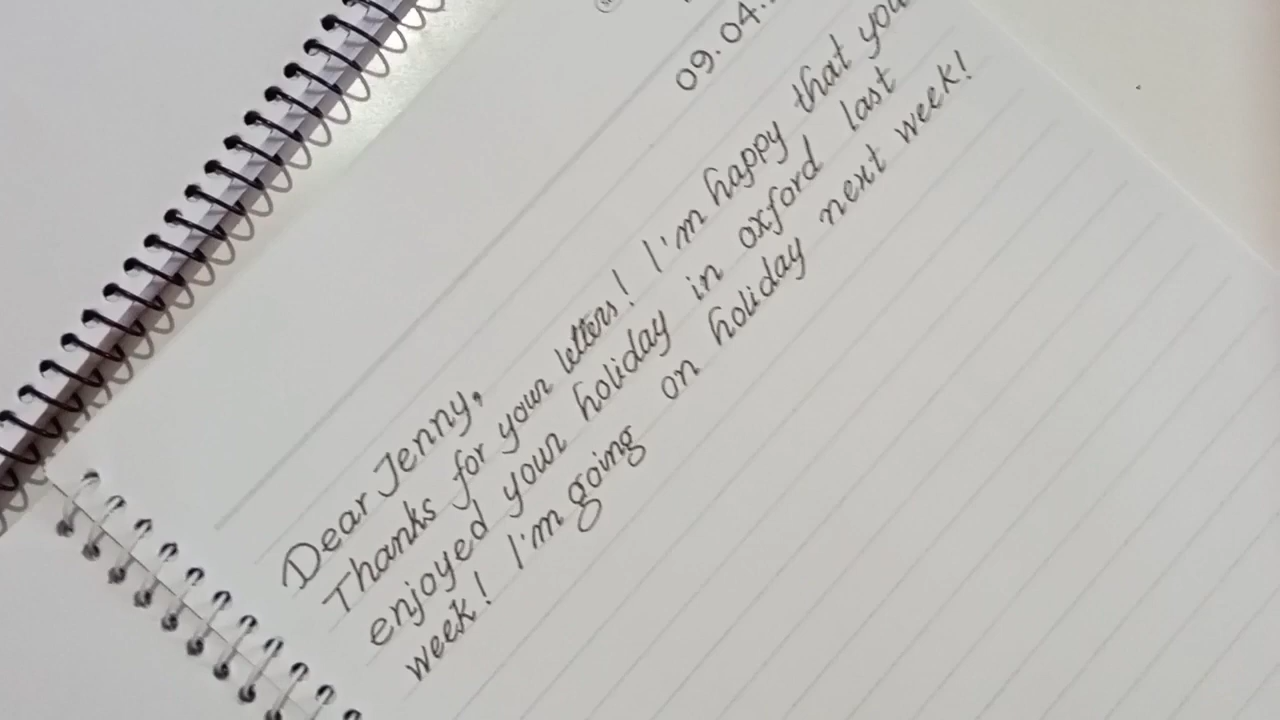 09.04.
Dear Jenny,
Thanks for your letters! I'm happy that you
enjoyed your holiday in oxford last
week! I'm going on holiday next week!